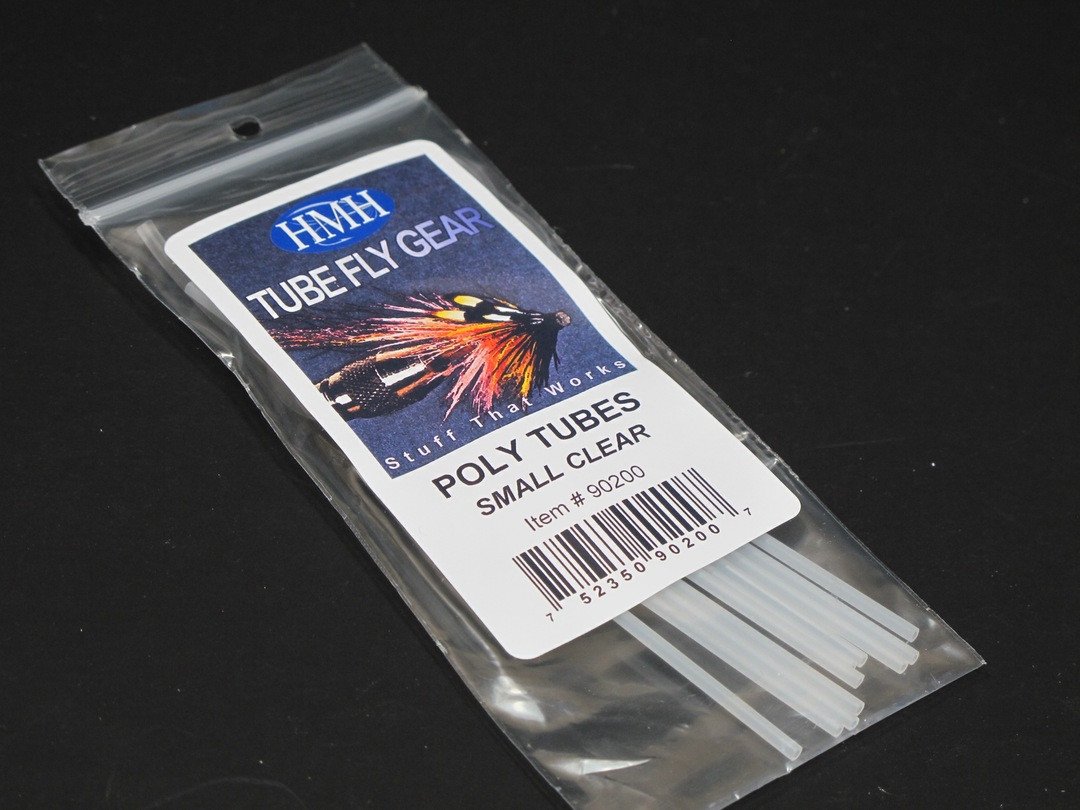 HMH
TUBE FLY GEAR
Stuff That Works
POLY TUBES
SMALL CLEAR
Item # 90200
7 52350 90200 7